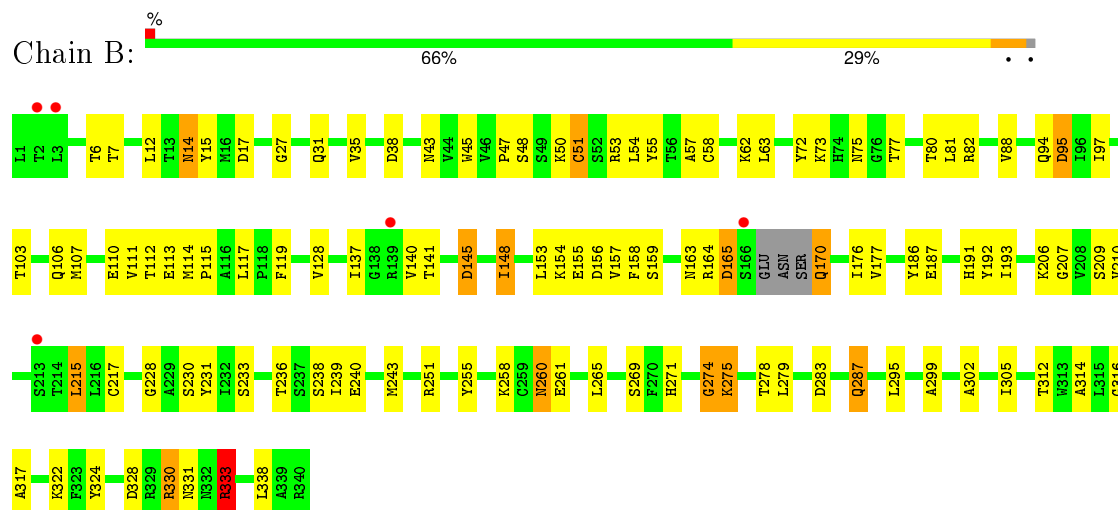 %
Chain B:
66% 29% • •
L1 T2 L3 T6 T7 L12 T13 N14 Y15 M16 D17 G27 Q31 V35 D38 N43 V44 W45 V46 P47 S48 S49 K50 C51 S52 R53 L54 Y55 T56 A57 C58 K62 L63 Y72 K73 H74 N75 G76 T77 T80 L81 R82 V88 Q94 D95 I96 I97
T103 Q106 M107 E110 V111 T112 E113 M114 P115 A116 L117 P118 F119 V128 I137 G138 R139 V140 T141 D145 I148 L153 K154 E155 D156 V157 F158 S159 N163 R164 D165 S166 GLU ASN SER Q170 I176 V177 Y186 E187 H191 Y192 I193 K206 G207 V208 S209 V210
S213 T214 L215 L216 C217 G228 A229 S230 Y231 I232 S233 T236 S237 S238 I239 E240 M243 R251 Y255 K258 C259 N260 E261 L265 S269 F270 H271 G274 K275 T278 L279 D283 Q287 L295 A299 A302 I305 T312 W313 A314 L315 G316
A317 K322 F323 Y324 D328 R329 R330 N331 N332 R333 L338 A339 R340